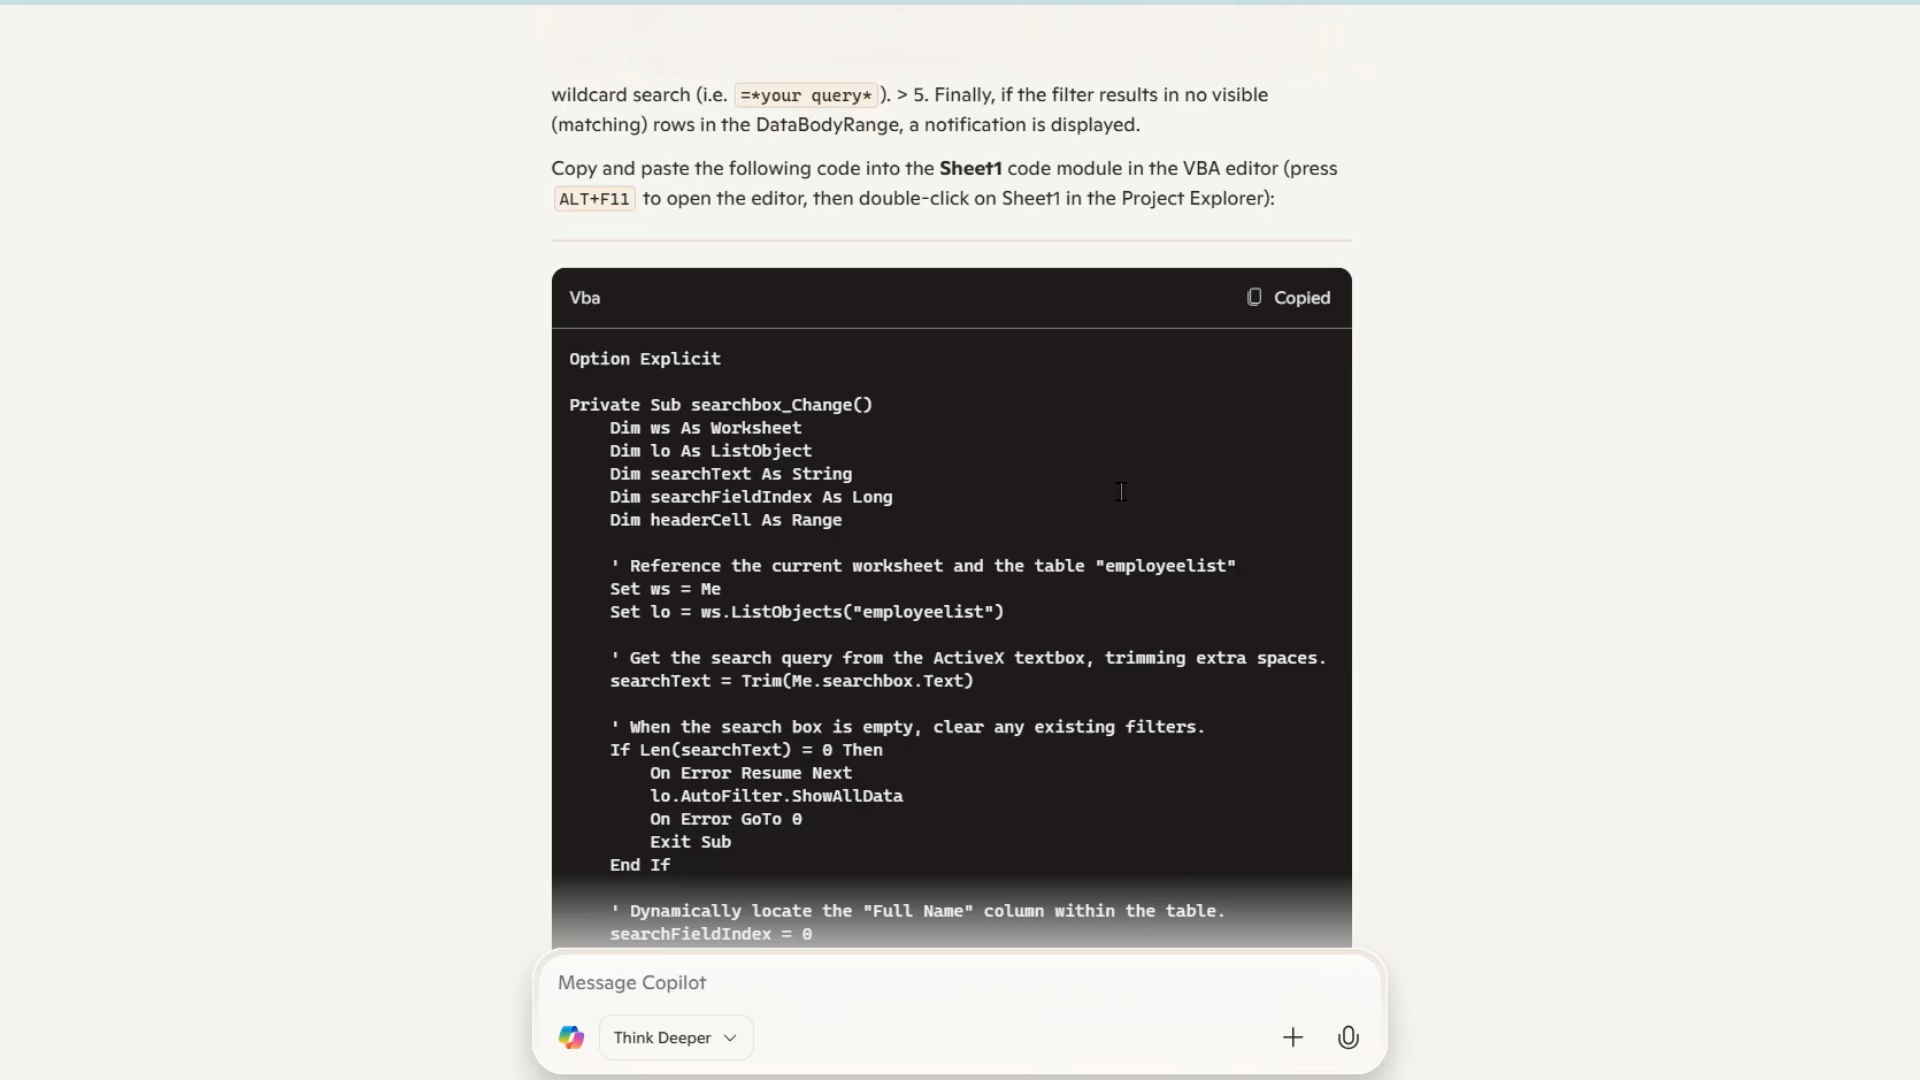 wildcard search (i.e. =*your query* ). > 5. Finally, if the filter results in no visible
(matching) rows in the DataBodyRange, a notification is displayed.
Copy and paste the following code into the Sheet1 code module in the VBA editor (press
ALT+F11 to open the editor, then double-click on Sheet1 in the Project Explorer):
Vba
Copied
Option Explicit
Private Sub searchbox_Change()
Dim ws As Worksheet
Dim lo As ListObject
Dim searchText As String
Dim searchFieldIndex As Long
Dim headerCell As Range
' Reference the current worksheet and the table "employeelist"
Set ws = Me
Set lo = ws.ListObjects("employeelist")
' Get the search query from the ActiveX textbox, trimming extra spaces.
searchText = Trim(Me.searchbox.Text)
' When the search box is empty, clear any existing filters.
If Len(searchText) = 0 Then
On Error Resume Next
lo.AutoFilter.ShowAllData
On Error GoTo 0
Exit Sub
End If
' Dynamically locate the "Full Name" column within the table.
searchFieldIndex = 0
Message Copilot
Think Deeper